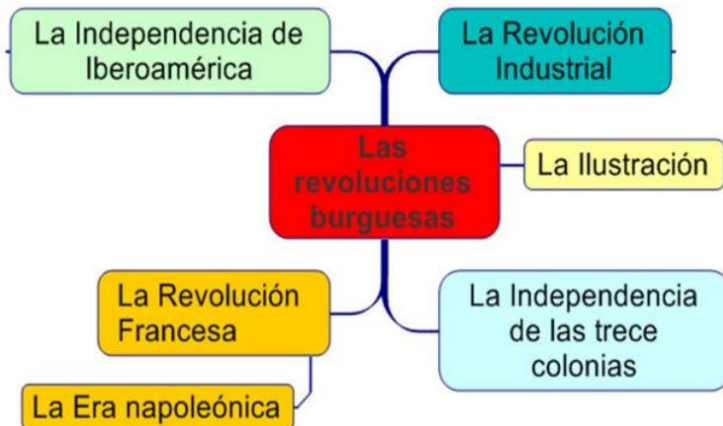 La Independencia de
Iberoamérica
La Revolución
Industrial
Las
revoluciones
burguesas
La Ilustración
La Revolución
Francesa
La Independencia
de las trece
colonias
La Era napoleónica